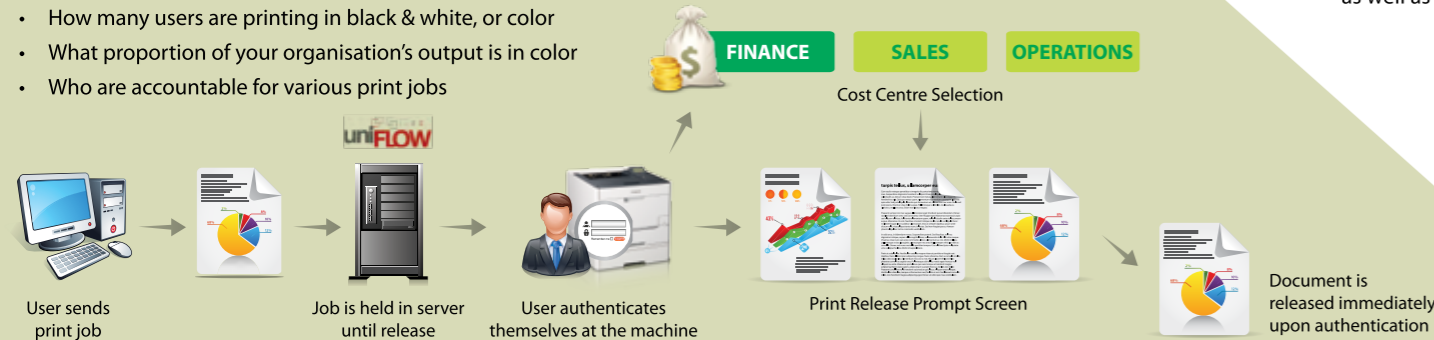 as well as
• How many users are printing in black & white, or color
• What proportion of your organisation's output is in color
• Who are accountable for various print jobs
FINANCE SALES OPERATIONS
Cost Centre Selection
uniFLOW
User sends
print job
Job is held in server
until release
User authenticates
themselves at the machine
Print Release Prompt Screen
Document is
released immediately
upon authentication